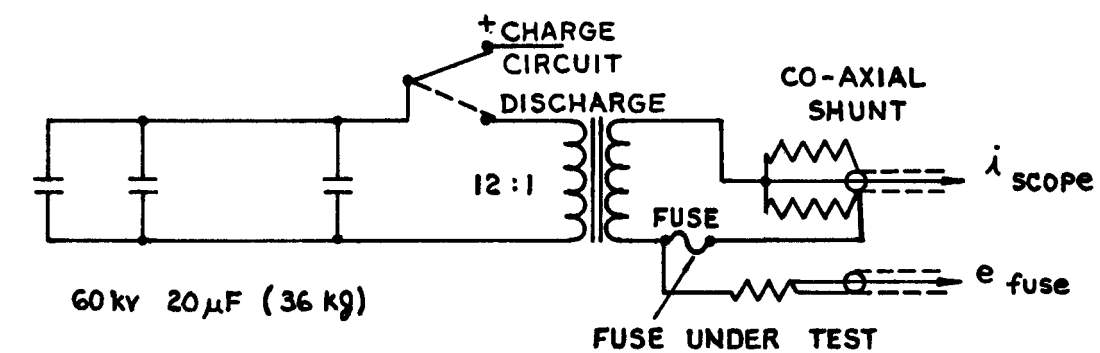 + CHARGE
CIRCUIT
DISCHARGE
CO-AXIAL
SHUNT
12:1
i scope
FUSE
60 kv 20 µF (36 kg)
e fuse
FUSE UNDER TEST